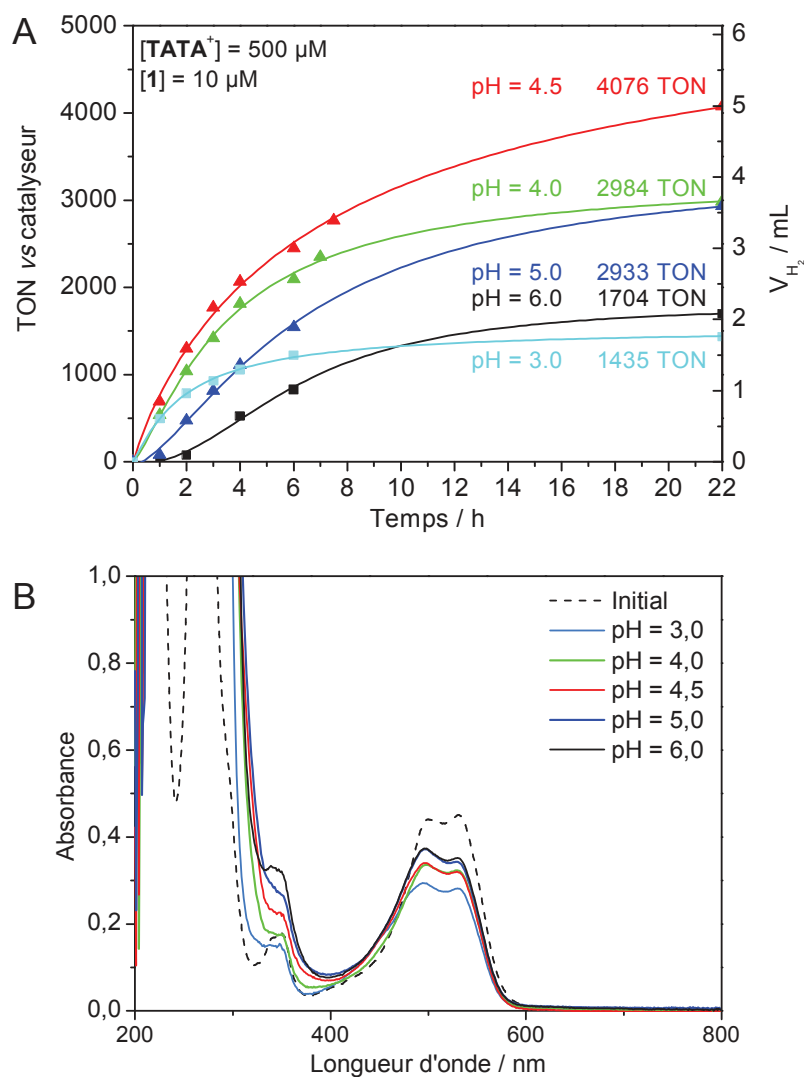 A
[TATA⁺] = 500 µM
[1] = 10 µM
pH = 4.5 4076 TON
pH = 4.0 2984 TON
pH = 5.0 2933 TON
pH = 6.0 1704 TON
pH = 3.0 1435 TON
TON vs catalyseur
5000
4000
3000
2000
1000
0
V_H₂ / mL
6
5
4
3
2
1
0
0 2 4 6 8 10 12 14 16 18 20 22
Temps / h
B
Absorbance
1,0
0,8
0,6
0,4
0,2
0,0
Initial
pH = 3,0
pH = 4,0
pH = 4,5
pH = 5,0
pH = 6,0
200 400 600 800
Longueur d'onde / nm